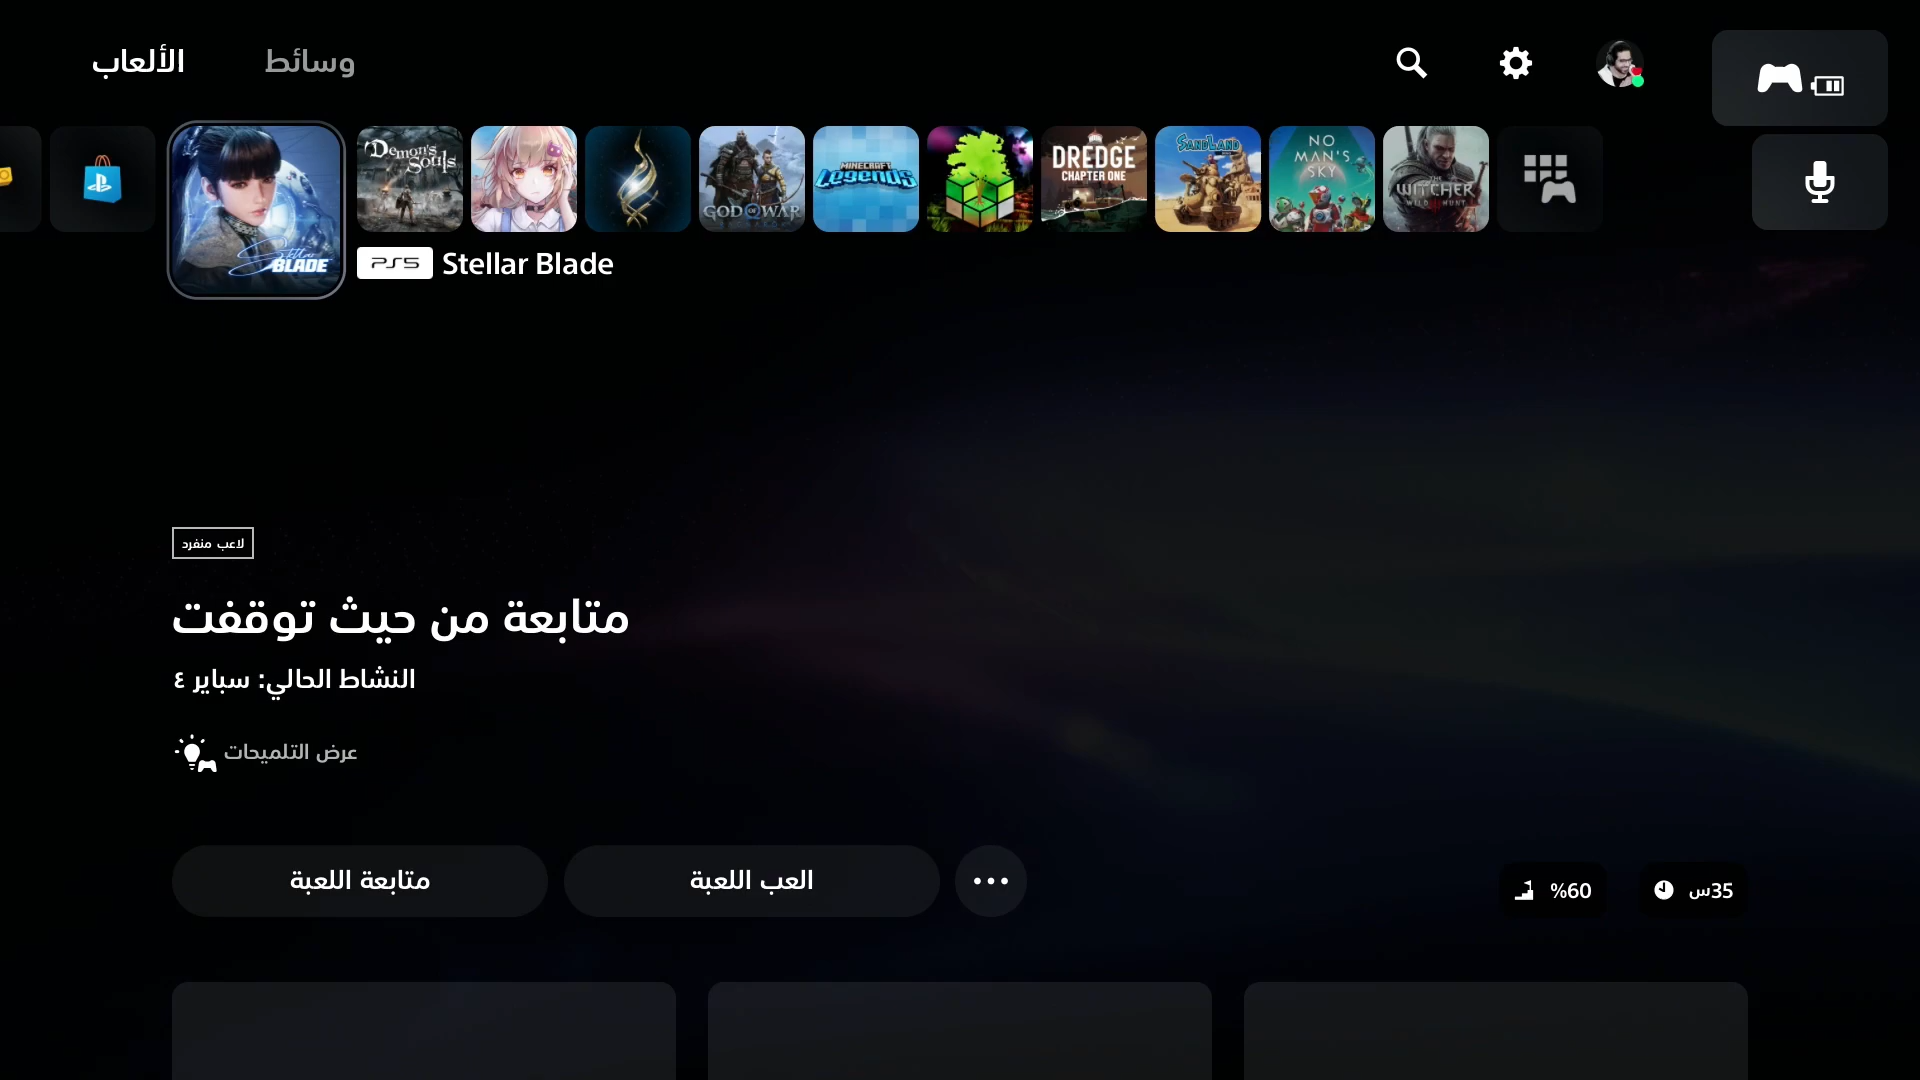 الألعاب
وسائط
Stellar BLADE
Demon's Souls
GOD OF WAR
MINECRAFT LEGENDS
DREDGE
CHAPTER ONE
SAND LAND
NO MAN'S SKY
THE WITCHER
WILD HUNT
PS5 Stellar Blade
لاعب منفرد
متابعة من حيث توقفت
النشاط الحالي: سباير ٤
عرض التلميحات
متابعة اللعبة
العب اللعبة
%60
35س